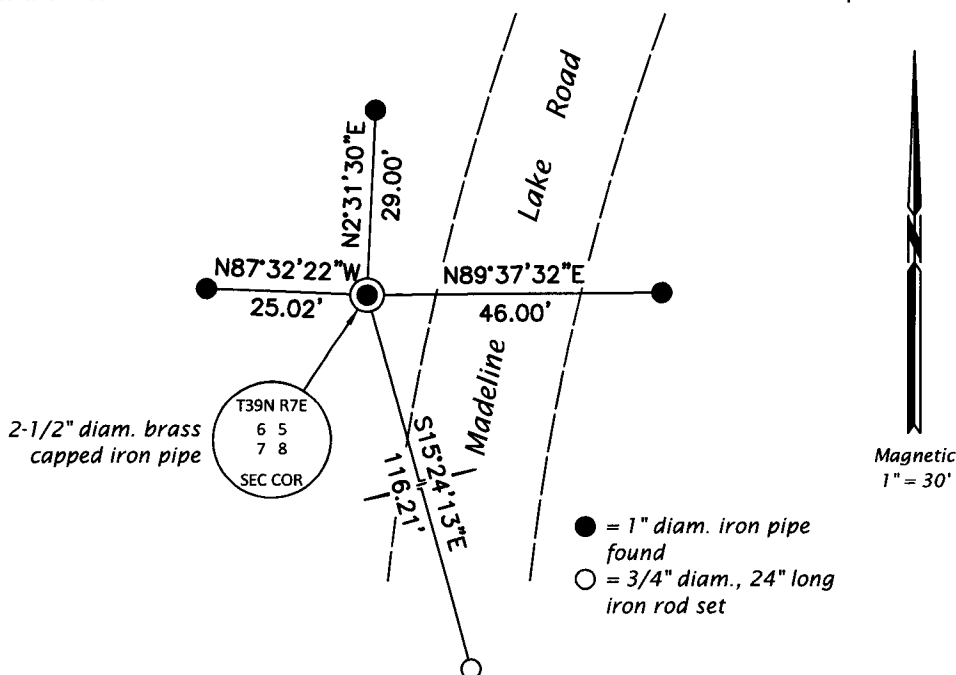 Lake Road
N2°31'30"E
29.00'
N87°32'22"W
25.02'
N89°37'32"E
46.00'
Madeline
S15°24'13"E
116.21'
2-1/2" diam. brass
capped iron pipe
T39N R7E
6 5
7 8
SEC COR
N
Magnetic
1" = 30'
= 1" diam. iron pipe
found
= 3/4" diam., 24" long
iron rod set